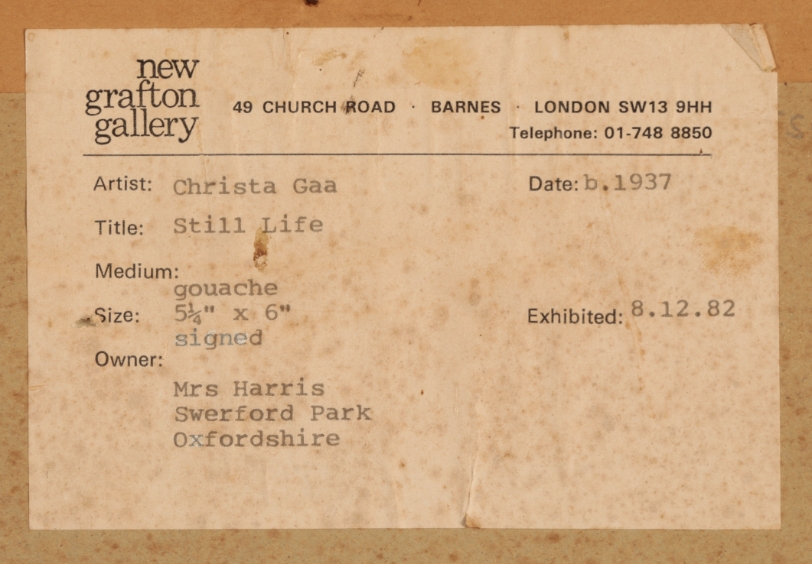 new
grafton
gallery
49 CHURCH ROAD · BARNES · LONDON SW13 9HH
Telephone: 01-748 8850
Artist: Christa Gaa Date: b.1937
Title: Still Life
Medium:
gouache
Size: 5¼" x 6" Exhibited: 8.12.82
signed
Owner:
Mrs Harris
Swerford Park
Oxfordshire